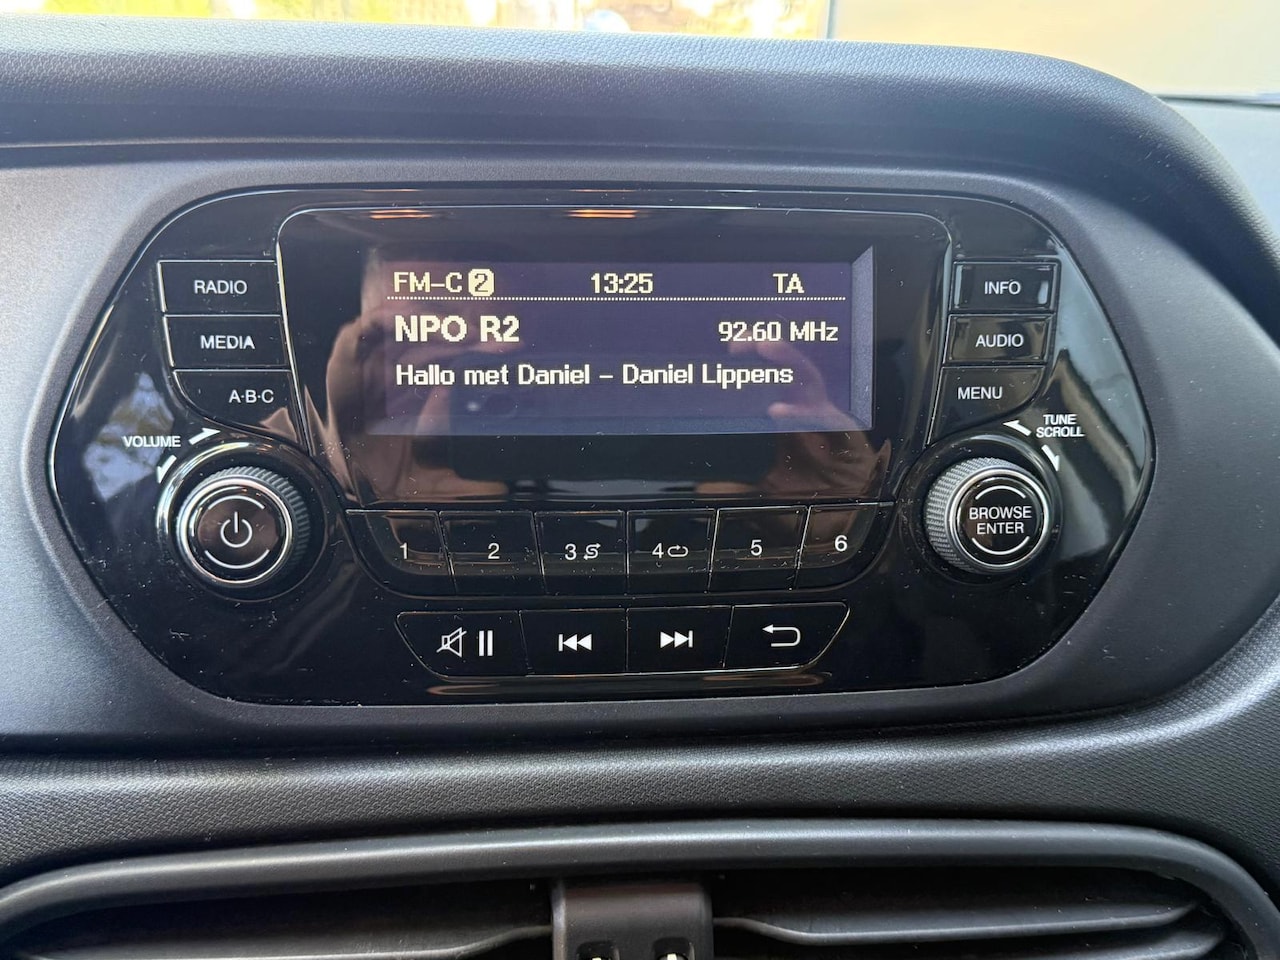 FM-C 2 13:25 TA
NPO R2 92.60 MHz
Hallo met Daniel - Daniel Lippens
RADIO
MEDIA
A·B·C
VOLUME
INFO
AUDIO
MENU
TUNE
SCROLL
BROWSE
ENTER
1 2 3 4 5 6